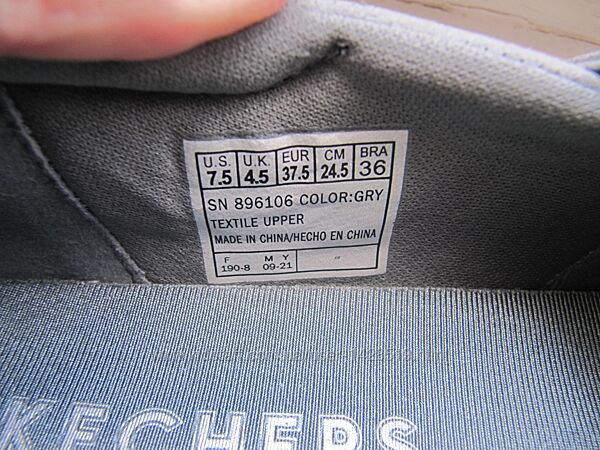 U.S. U.K. EUR CM BRA
7.5 4.5 37.5 24.5 36
SN 896106 COLOR:GRY
TEXTILE UPPER
MADE IN CHINA/HECHO EN CHINA
F M Y
190-8 09-21
KECHERS